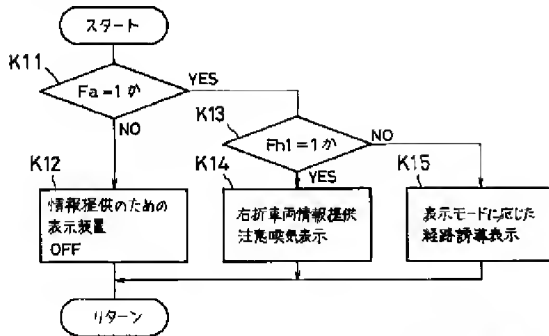 スタート
K11
Fa=1か
YES
NO
K13
Fh1=1か
NO
YES
K12
情報提供のための
表示装置
OFF
K14
右折車両情報提供
注意喚気表示
K15
表示モードに応じた
経路誘導表示
リターン